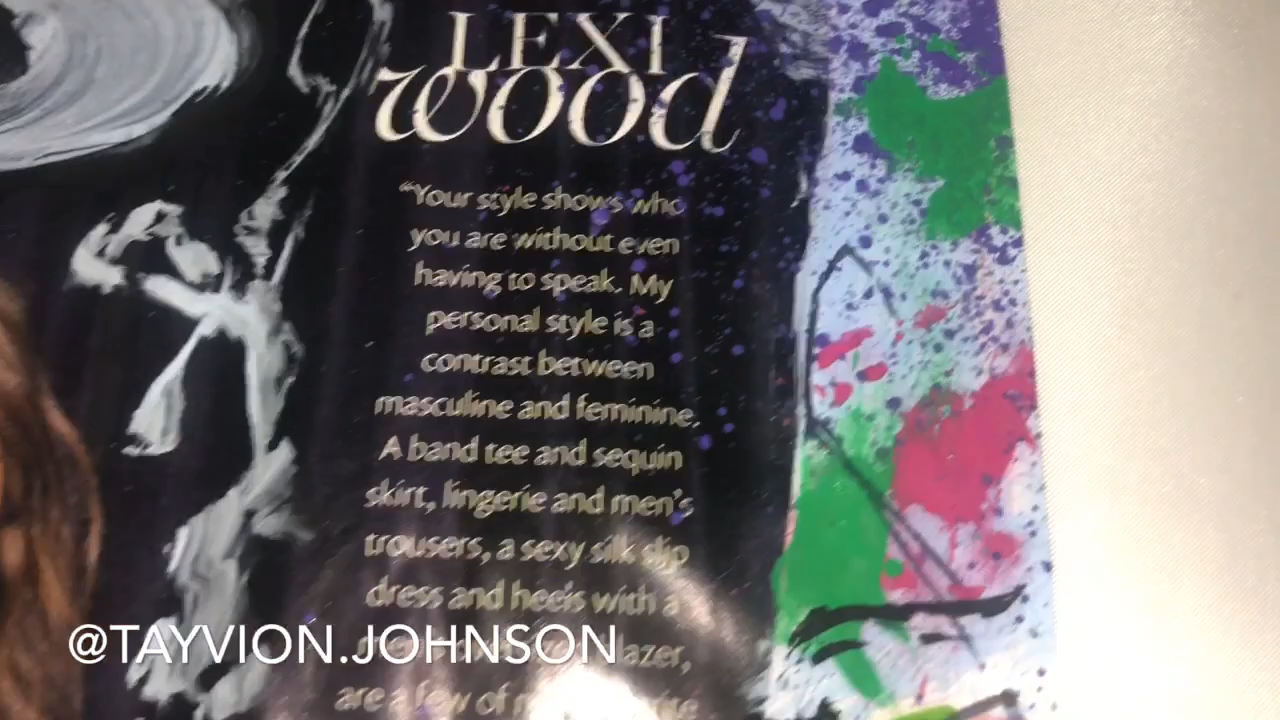 LEXI
wood
“Your style shows who
you are without even
having to speak. My
personal style is a
contrast between
masculine and feminine.
A band tee and sequin
skirt, lingerie and men’s
trousers, a sexy silk slip
dress and heels with a
@TAYVION.JOHNSON
are a few of